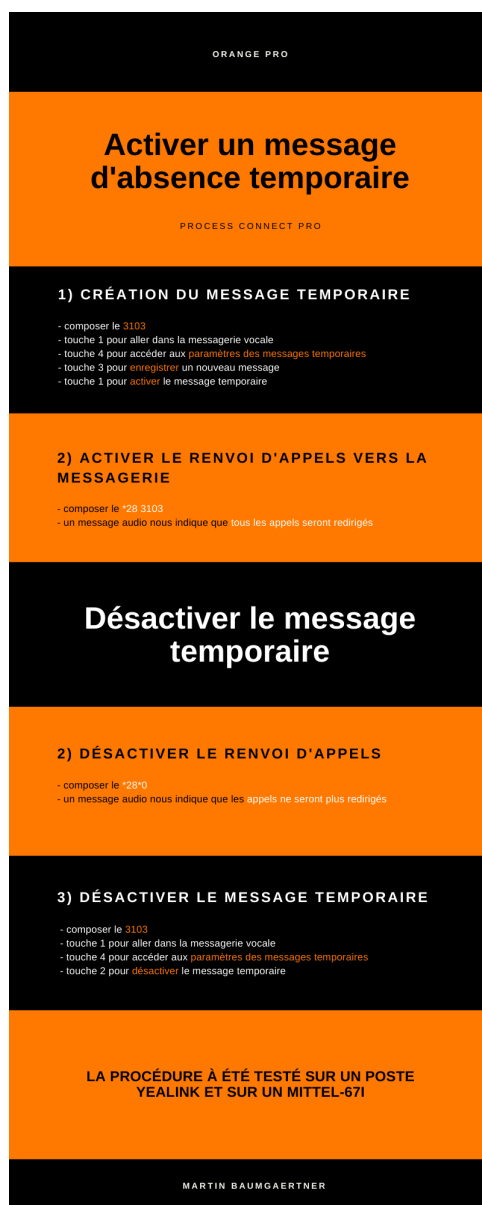 ORANGE PRO
Activer un message
d'absence temporaire
PROCESS CONNECT PRO
1) CRÉATION DU MESSAGE TEMPORAIRE
- composer le 3103
- touche 1 pour aller dans la messagerie vocale
- touche 4 pour accéder aux paramètres des messages temporaires
- touche 3 pour enregistrer un nouveau message
- touche 1 pour activer le message temporaire
2) ACTIVER LE RENVOI D'APPELS VERS LA
MESSAGERIE
- composer le *28 3103
- un message audio nous indique que tous les appels seront redirigés
Désactiver le message
temporaire
2) DÉSACTIVER LE RENVOI D'APPELS
- composer le *28*0
- un message audio nous indique que les appels ne seront plus redirigés
3) DÉSACTIVER LE MESSAGE TEMPORAIRE
- composer le 3103
- touche 1 pour aller dans la messagerie vocale
- touche 4 pour accéder aux paramètres des messages temporaires
- touche 2 pour désactiver le message temporaire
LA PROCÉDURE À ÉTÉ TESTÉ SUR UN POSTE
YEALINK ET SUR UN MITTEL-67I
MARTIN BAUMGAERTNER